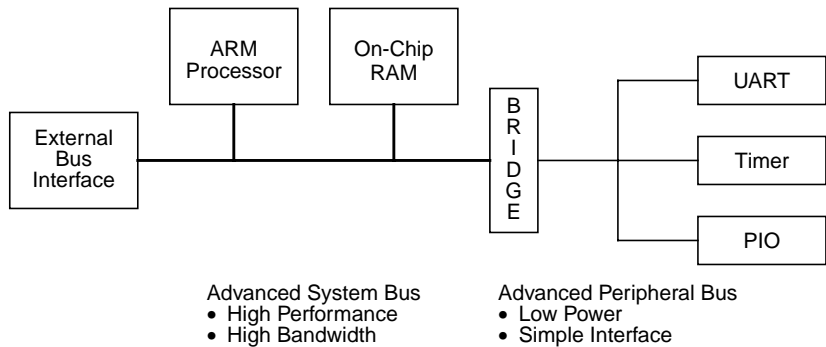 ARM
Processor
On-Chip
RAM
External
Bus
Interface
B
R
I
D
G
E
UART
Timer
PIO
Advanced System Bus
• High Performance
• High Bandwidth
Advanced Peripheral Bus
• Low Power
• Simple Interface